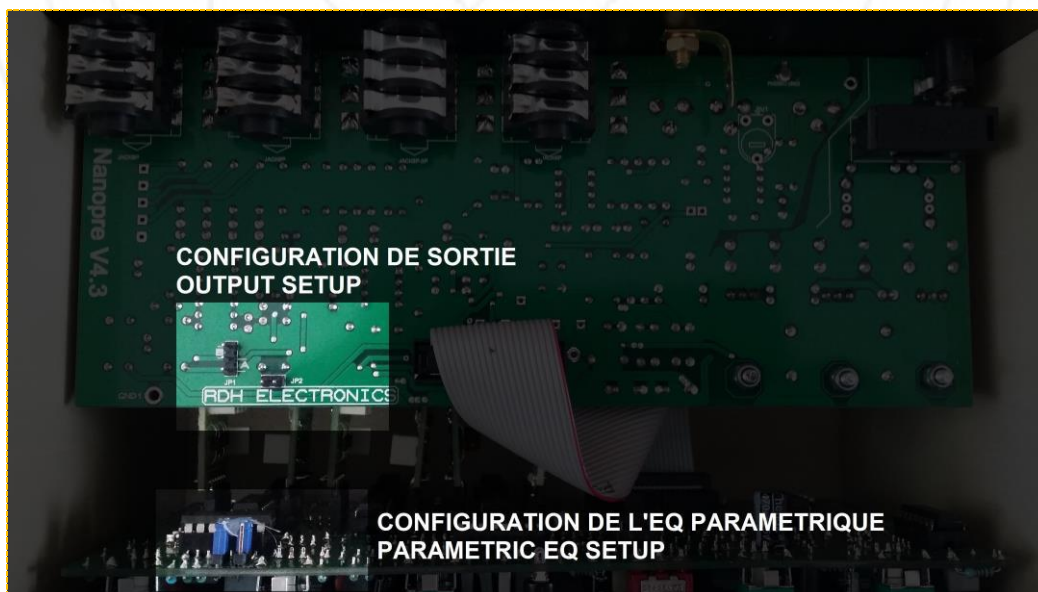 Nanopre V4.3
CONFIGURATION DE SORTIE
OUTPUT SETUP
JP1
A
JP2
GND1
RDH ELECTRONICS
CONFIGURATION DE L'EQ PARAMETRIQUE
PARAMETRIC EQ SETUP